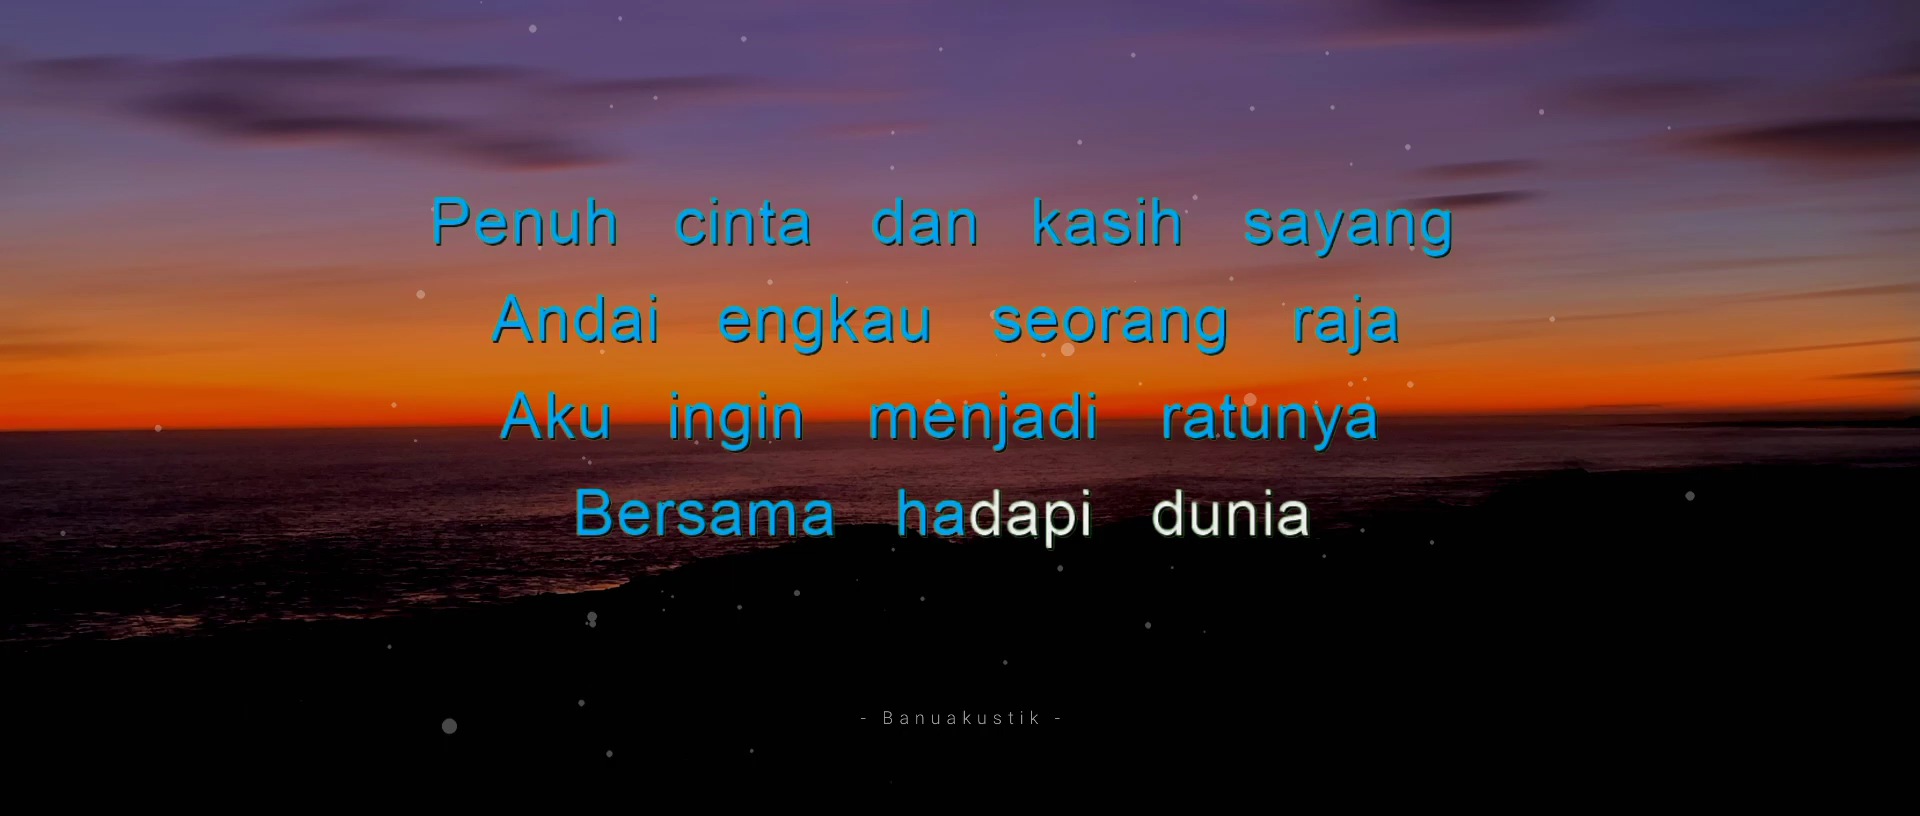 Penuh cinta dan kasih sayang
Andai engkau seorang raja
Aku ingin menjadi ratunya
Bersama hadapi dunia
- Banuakustik -